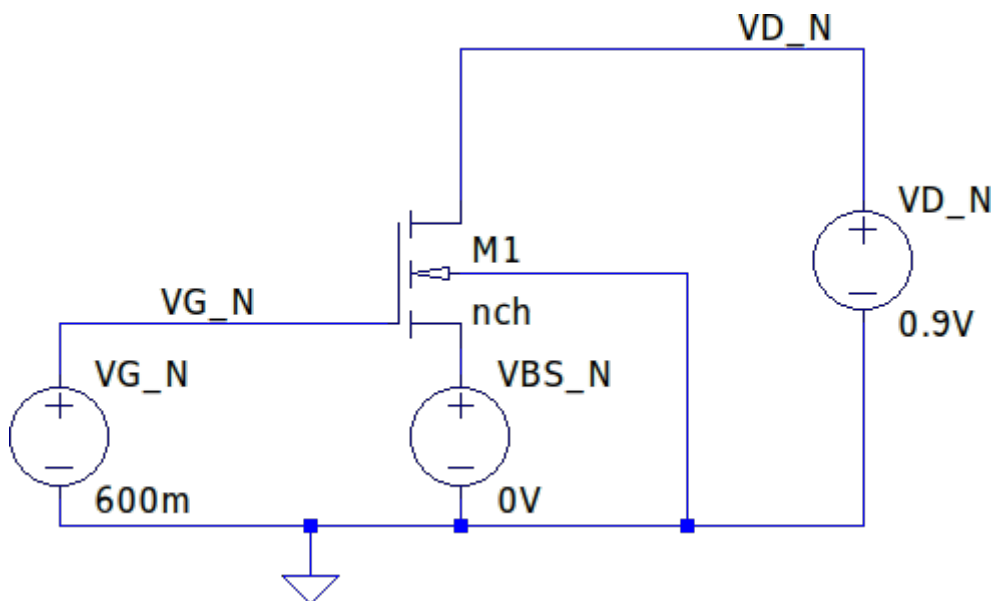 VD_N
VD_N
M1
VG_N
nch
0.9V
VG_N
VBS_N
600m
0V